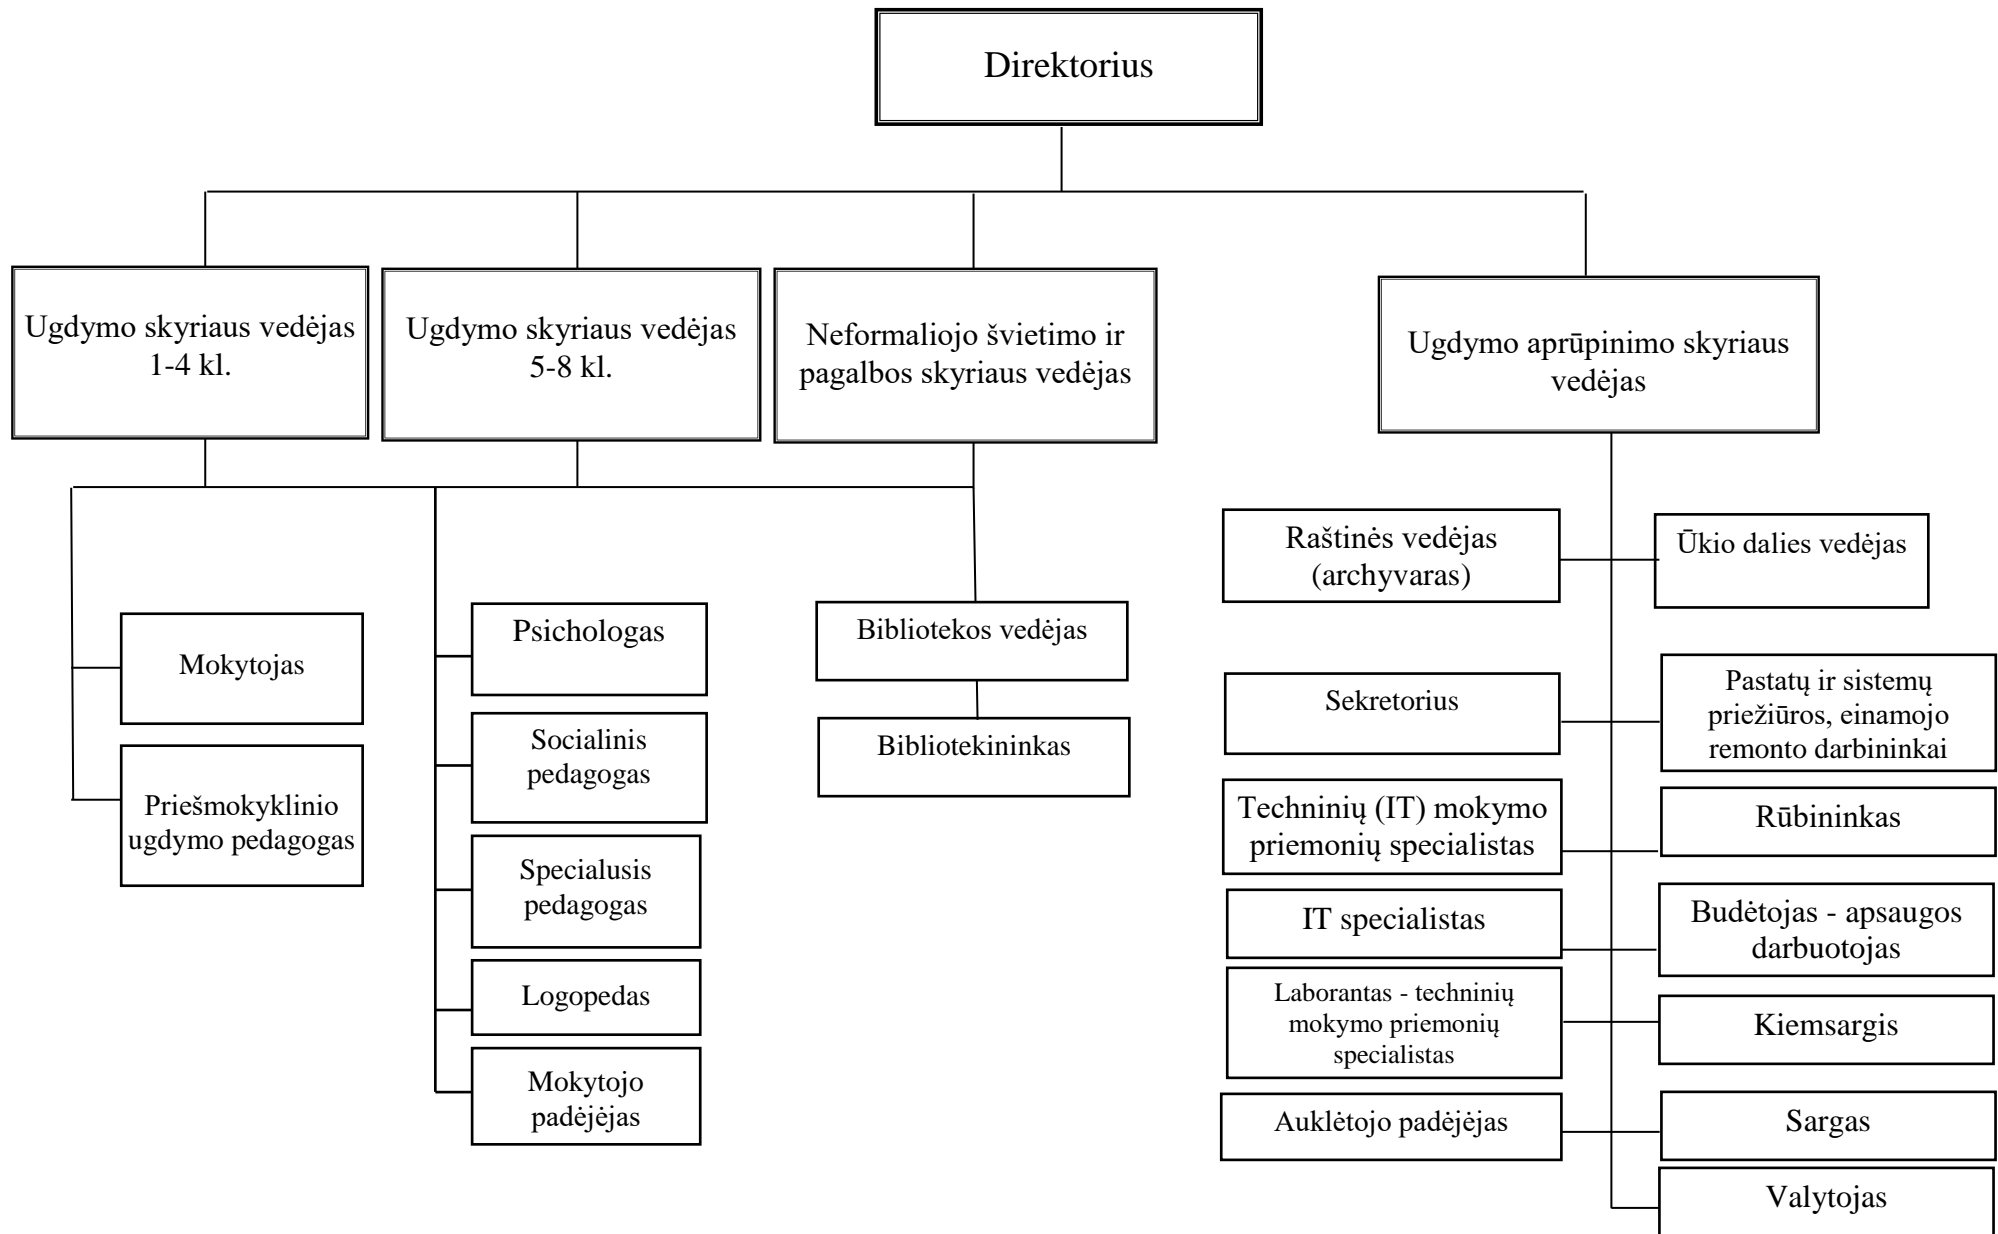 Direktorius
Ugdymo skyriaus vedėjas
1-4 kl.
Ugdymo skyriaus vedėjas
5-8 kl.
Neformaliojo švietimo ir
pagalbos skyriaus vedėjas
Ugdymo aprūpinimo skyriaus
vedėjas
Mokytojas
Priešmokyklinio
ugdymo pedagogas
Psichologas
Socialinis
pedagogas
Specialusis
pedagogas
Logopedas
Mokytojo
padėjėjas
Bibliotekos vedėjas
Bibliotekininkas
Raštinės vedėjas
(archyvaras)
Sekretorius
Techninių (IT) mokymo
priemonių specialistas
IT specialistas
Laborantas - techninių
mokymo priemonių
specialistas
Auklėtojo padėjėjas
Ūkio dalies vedėjas
Pastatų ir sistemų
priežiūros, einamojo
remonto darbininkai
Rūbininkas
Budėtojas - apsaugos
darbuotojas
Kiemsargis
Sargas
Valytojas